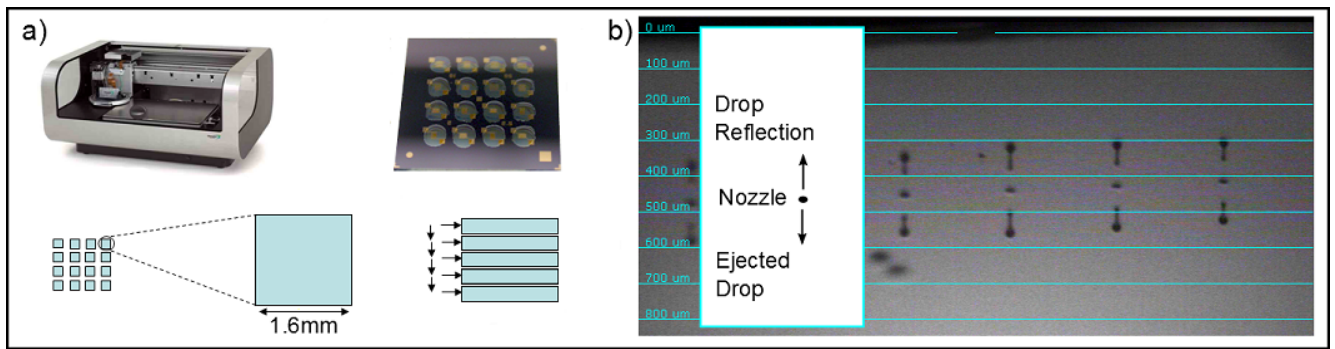 a)
1.6mm
b)
0 um
100 um
200 um
300 um
400 um
500 um
600 um
700 um
800 um
Drop
Reflection
Nozzle
Ejected
Drop